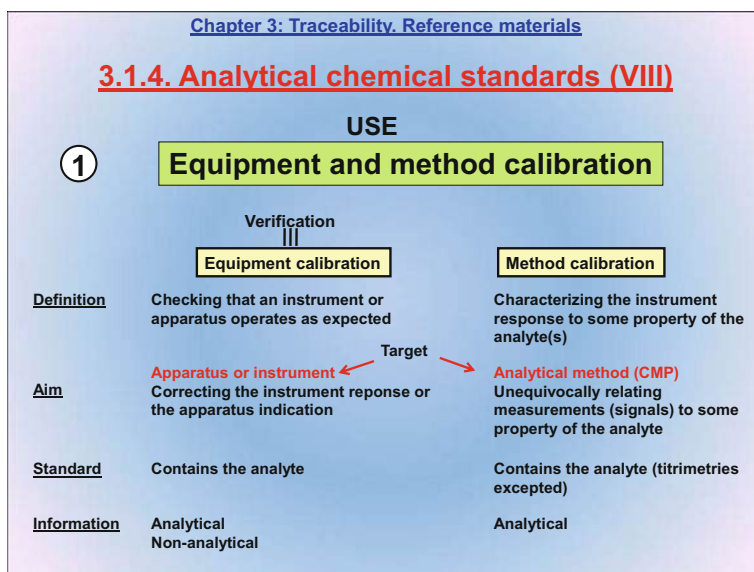 Chapter 3: Traceability. Reference materials
3.1.4. Analytical chemical standards (VIII)
USE
1 Equipment and method calibration
Verification
|||
Equipment calibration Method calibration
Definition
Checking that an instrument or
apparatus operates as expected
Characterizing the instrument
response to some property of the
analyte(s)
Target
Aim
Apparatus or instrument
Correcting the instrument reponse or
the apparatus indication
Analytical method (CMP)
Unequivocally relating
measurements (signals) to some
property of the analyte
Standard
Contains the analyte
Contains the analyte (titrimetries
excepted)
Information
Analytical
Non-analytical
Analytical